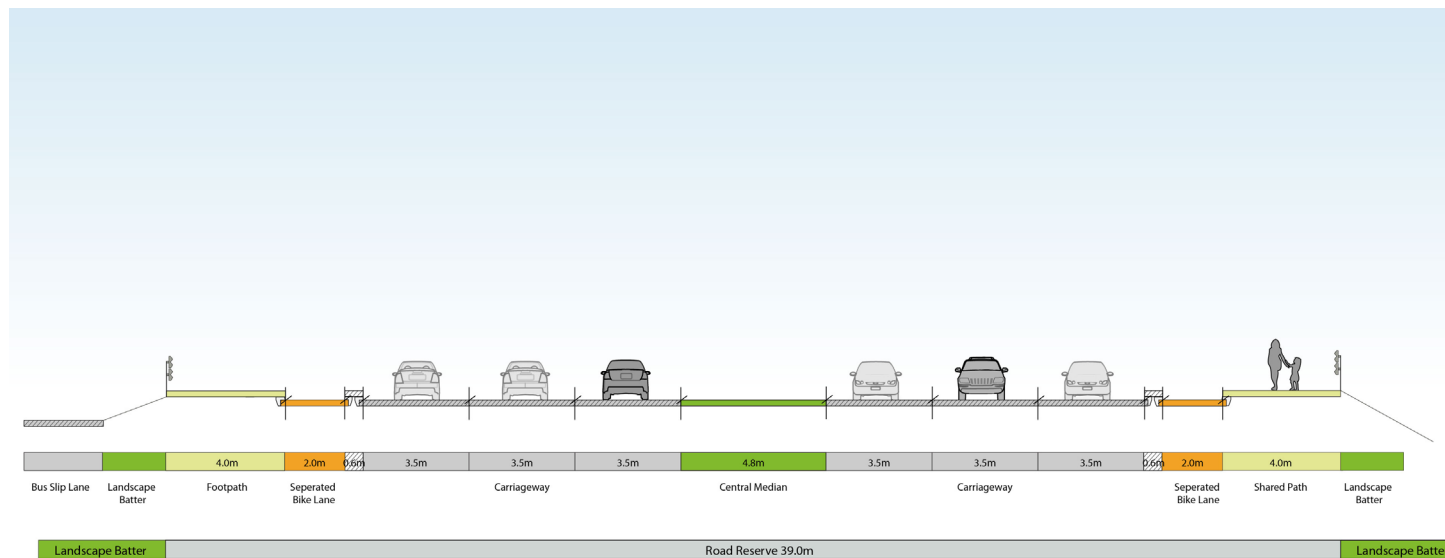 4.0m 2.0m 0.6m 3.5m 3.5m 3.5m 4.8m 3.5m 3.5m 3.5m 0.6m 2.0m 4.0m
Bus Slip Lane
Landscape
Batter
Footpath
Seperated
Bike Lane
Carriageway
Central Median
Carriageway
Seperated
Bike Lane
Shared Path
Landscape
Batter
Landscape Batter Road Reserve 39.0m Landscape Batte